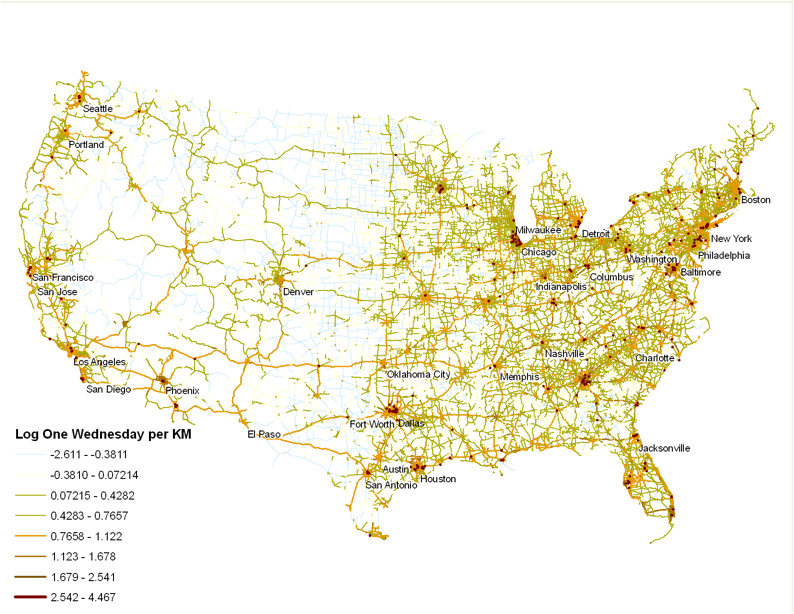 Seattle
Portland
Boston
Milwaukee
Detroit
New York
Chicago
Philadelphia
Washington
Baltimore
San Francisco
Columbus
Indianapolis
San Jose
Denver
Nashville
Charlotte
Los Angeles
Oklahoma City
Memphis
San Diego
Phoenix
Fort Worth
Dallas
El Paso
Jacksonville
Austin
Houston
San Antonio
Log One Wednesday per KM
-2.611 - -0.3811
-0.3810 - 0.07214
0.07215 - 0.4282
0.4283 - 0.7657
0.7658 - 1.122
1.123 - 1.678
1.679 - 2.541
2.542 - 4.467